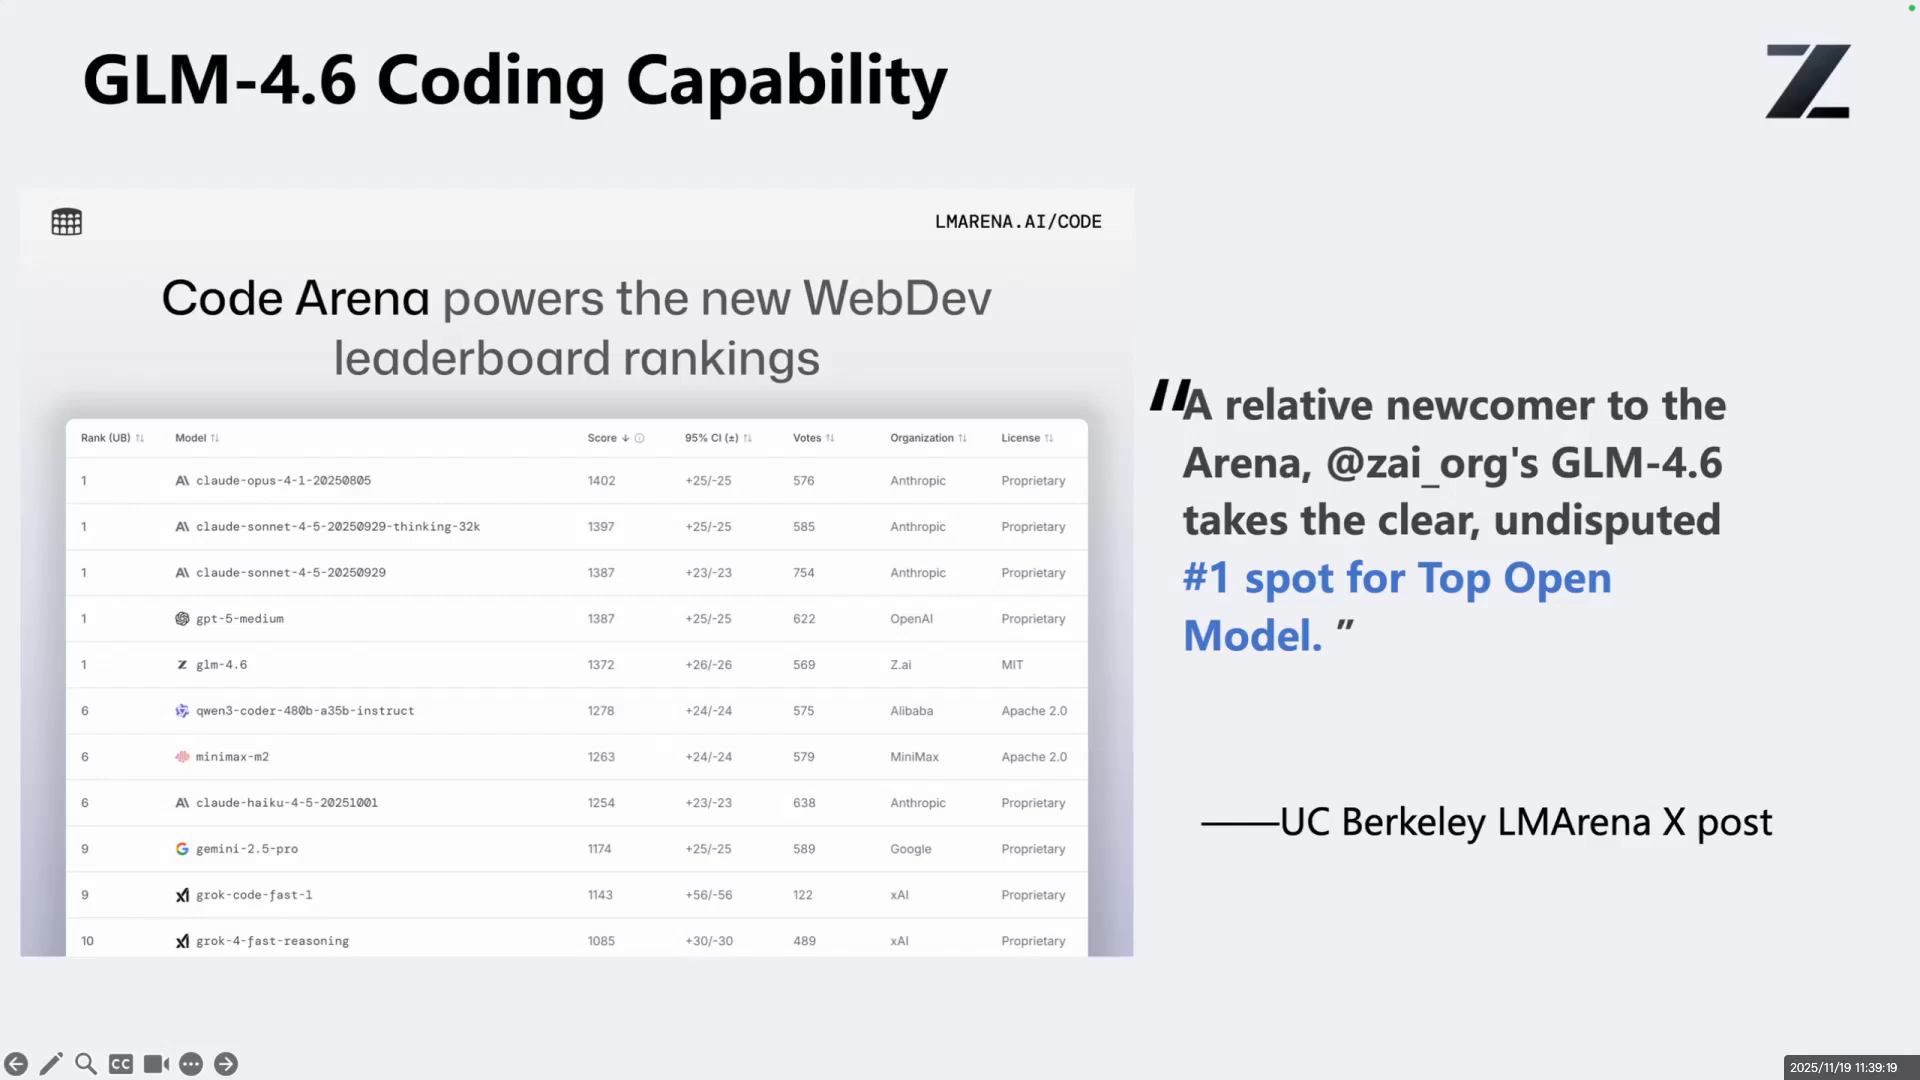 GLM-4.6 Coding Capability
LMARENA.AI/CODE
Code Arena powers the new WebDev
leaderboard rankings
Rank (UB) Model Score 95% CI (±) Votes Organization License
1 claude-opus-4-1-20250805 1402 +25/-25 576 Anthropic Proprietary
1 claude-sonnet-4-5-20250929-thinking-32k 1397 +25/-25 585 Anthropic Proprietary
1 claude-sonnet-4-5-20250929 1387 +23/-23 754 Anthropic Proprietary
1 gpt-5-medium 1387 +25/-25 622 OpenAI Proprietary
1 glm-4.6 1372 +26/-26 569 Z.ai MIT
6 qwen3-coder-480b-a35b-instruct 1278 +24/-24 575 Alibaba Apache 2.0
6 minimax-m2 1263 +24/-24 579 MiniMax Apache 2.0
6 claude-haiku-4-5-20251001 1254 +23/-23 638 Anthropic Proprietary
9 gemini-2.5-pro 1174 +25/-25 589 Google Proprietary
9 grok-code-fast-1 1143 +56/-56 122 xAI Proprietary
10 grok-4-fast-reasoning 1085 +30/-30 489 xAI Proprietary
"A relative newcomer to the
Arena, @zai_org's GLM-4.6
takes the clear, undisputed
#1 spot for Top Open
Model. ”
——UC Berkeley LMArena X post
CC
2025/11/19 11:39:19